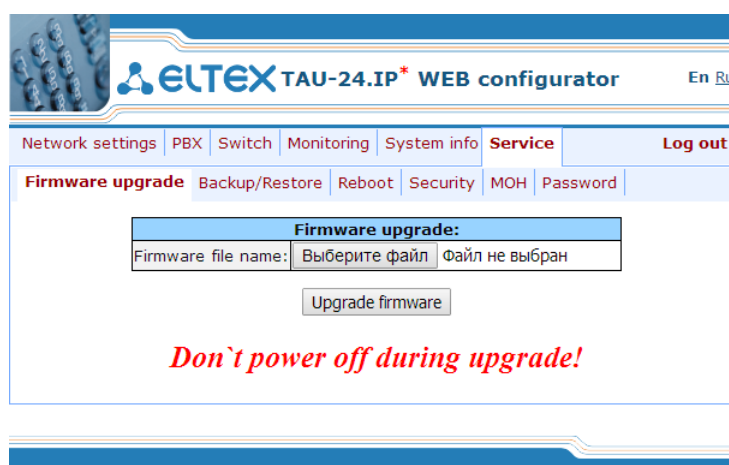 ELTEX TAU-24.IP* WEB configurator En Ru
Network settings PBX Switch Monitoring System info Service Log out
Firmware upgrade Backup/Restore Reboot Security MOH Password
Firmware upgrade:
Firmware file name: Выберите файл Файл не выбран
Upgrade firmware
Don`t power off during upgrade!